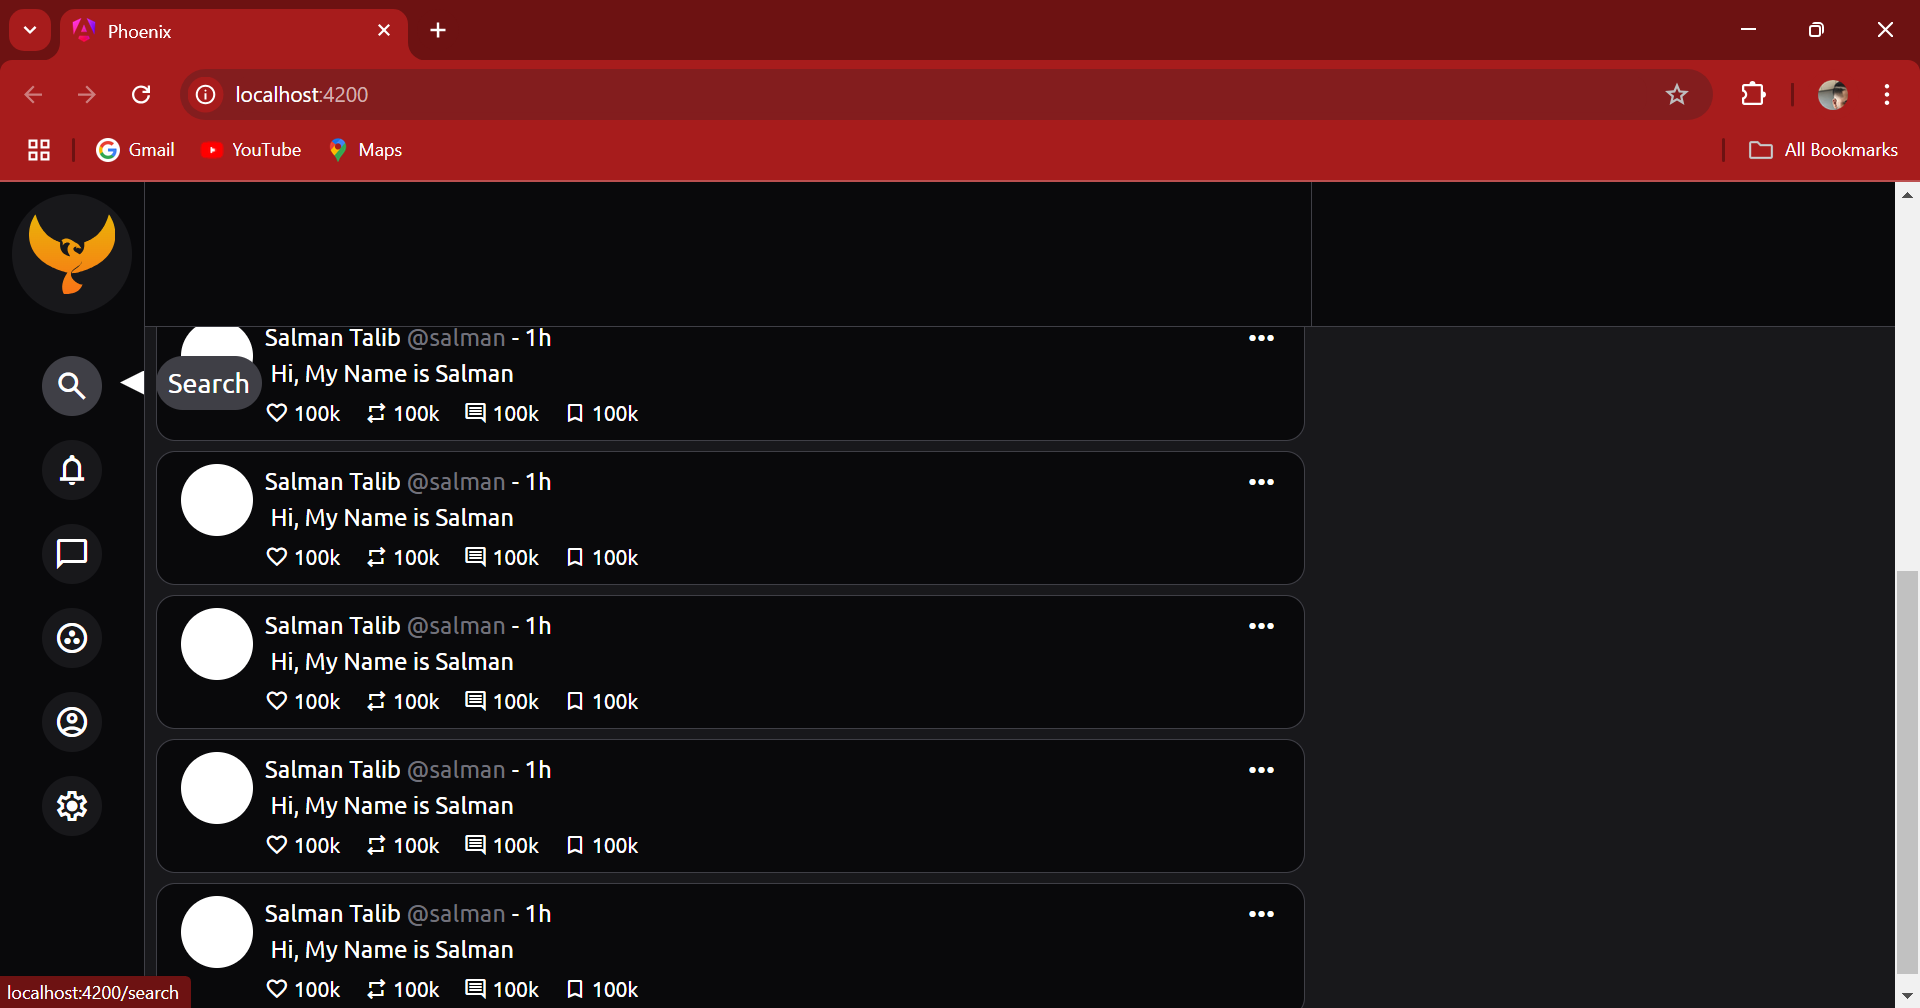 Phoenix
localhost:4200
Gmail YouTube Maps All Bookmarks
Salman Talib @salman - 1h
Search Hi, My Name is Salman
100k 100k 100k 100k
Salman Talib @salman - 1h
Hi, My Name is Salman
100k 100k 100k 100k
Salman Talib @salman - 1h
Hi, My Name is Salman
100k 100k 100k 100k
Salman Talib @salman - 1h
Hi, My Name is Salman
100k 100k 100k 100k
Salman Talib @salman - 1h
Hi, My Name is Salman
100k 100k 100k 100k
localhost:4200/search